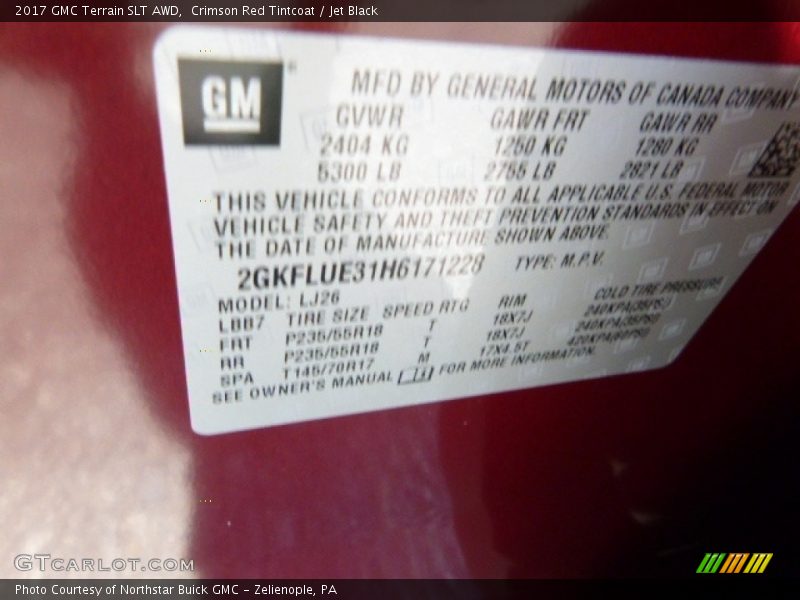 2017 GMC Terrain SLT AWD, Crimson Red Tintcoat / Jet Black
GM
MFD BY GENERAL MOTORS OF CANADA COMPANY
GVWR GAWR FRT GAWR RR
2404 KG 1250 KG 1280 KG
5300 LB 2755 LB 2821 LB
THIS VEHICLE CONFORMS TO ALL APPLICABLE U.S. FEDERAL MOTOR
VEHICLE SAFETY AND THEFT PREVENTION STANDARDS IN EFFECT ON
THE DATE OF MANUFACTURE SHOWN ABOVE.
2GKFLUE31H6171228 TYPE: M.P.V.
MODEL: LJ26
LBB7 TIRE SIZE SPEED RTG RIM COLD TIRE PRESSURE
FRT P235/55R18 T 18X7J 240KPA(35PSI)
RR P235/55R18 T 18X7J 240KPA(35PSI)
SPA T145/70R17 M 17X4.5T 420KPA(60PSI)
SEE OWNER'S MANUAL FOR MORE INFORMATION.
GTCARLOT.COM
Photo Courtesy of Northstar Buick GMC - Zelienople, PA